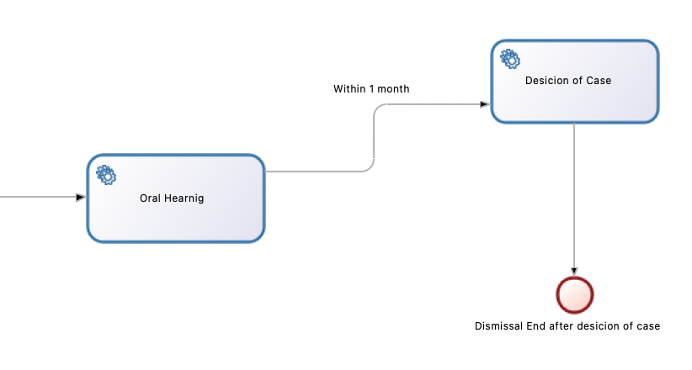 Desicion of Case
Within 1 month
Oral Hearnig
Dismissal End after desicion of case